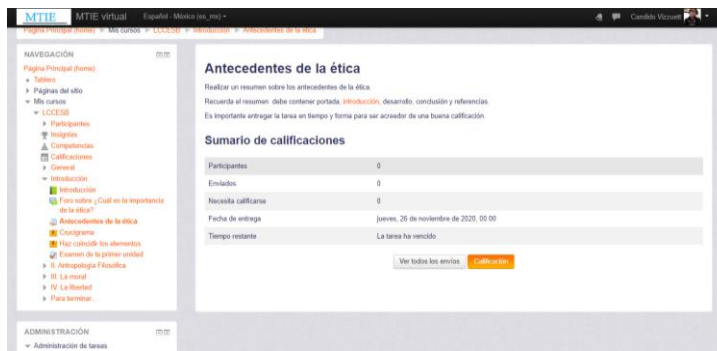 MTIE
MTIE virtual
Español - México (es_mx)
Candido Vizzuett
Página Principal (home) Mis cursos LCCESB Introducción Antecedentes de la ética
NAVEGACIÓN
Página Principal (home)
Tablero
Páginas del sitio
Mis cursos
LCCESB
Participantes
Insignias
Competencias
Calificaciones
General
Introducción
Introducción
Foro sobre ¿Cuál es la importancia
de la ética?
Antecedentes de la ética
Crucigrama
Haz coincidir los elementos
Examen de la primer unidad
II. Antropología Filosófica.
III. La moral
IV. La libertad
Para terminar...
ADMINISTRACIÓN
Administración de tareas
Antecedentes de la ética
Realizar un resumen sobre los antecedentes de la ética.
Recuerda el resumen debe contener portada, introducción, desarrollo, conclusión y referencias.
Es importante entregar la tarea en tiempo y forma para ser acreedor de una buena calificación.
Sumario de calificaciones
Participantes 0
Enviados 0
Necesita calificarse 0
Fecha de entrega jueves, 26 de noviembre de 2020, 00:00
Tiempo restante La tarea ha vencido
Ver todos los envíos Calificación